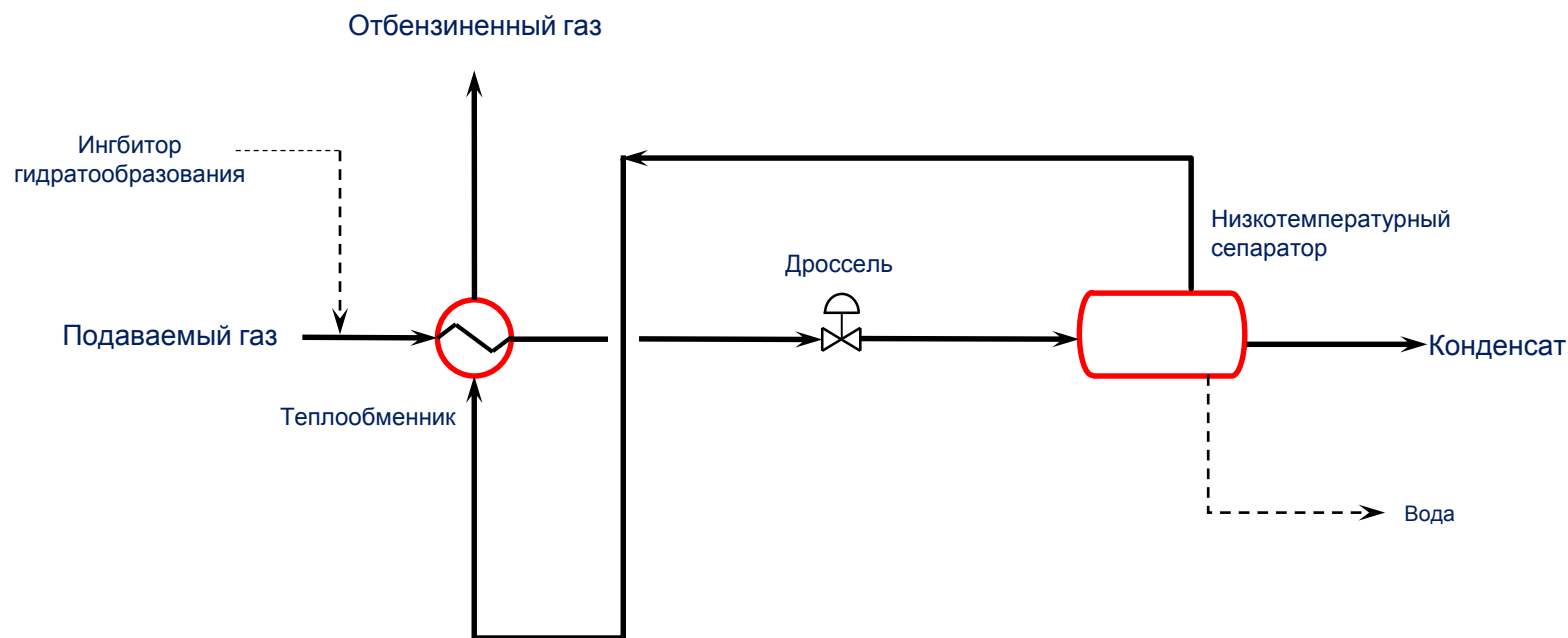 Отбензиненный газ
Ингбитор
гидратообразования
Низкотемпературный
сепаратор
Дроссель
Подаваемый газ
Конденсат
Теплообменник
Вода